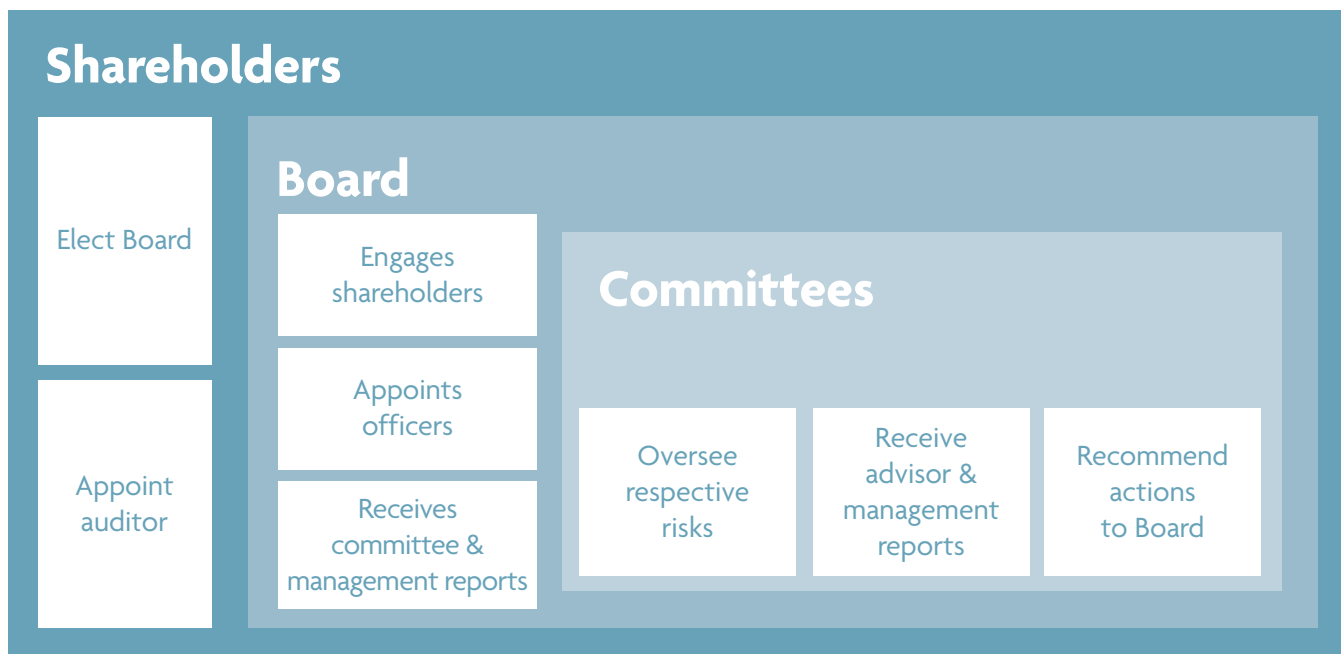 Shareholders
Elect Board
Appoint
auditor
Board
Engages
shareholders
Appoints
officers
Receives
committee &
management reports
Committees
Oversee
respective
risks
Receive
advisor &
management
reports
Recommend
actions
to Board